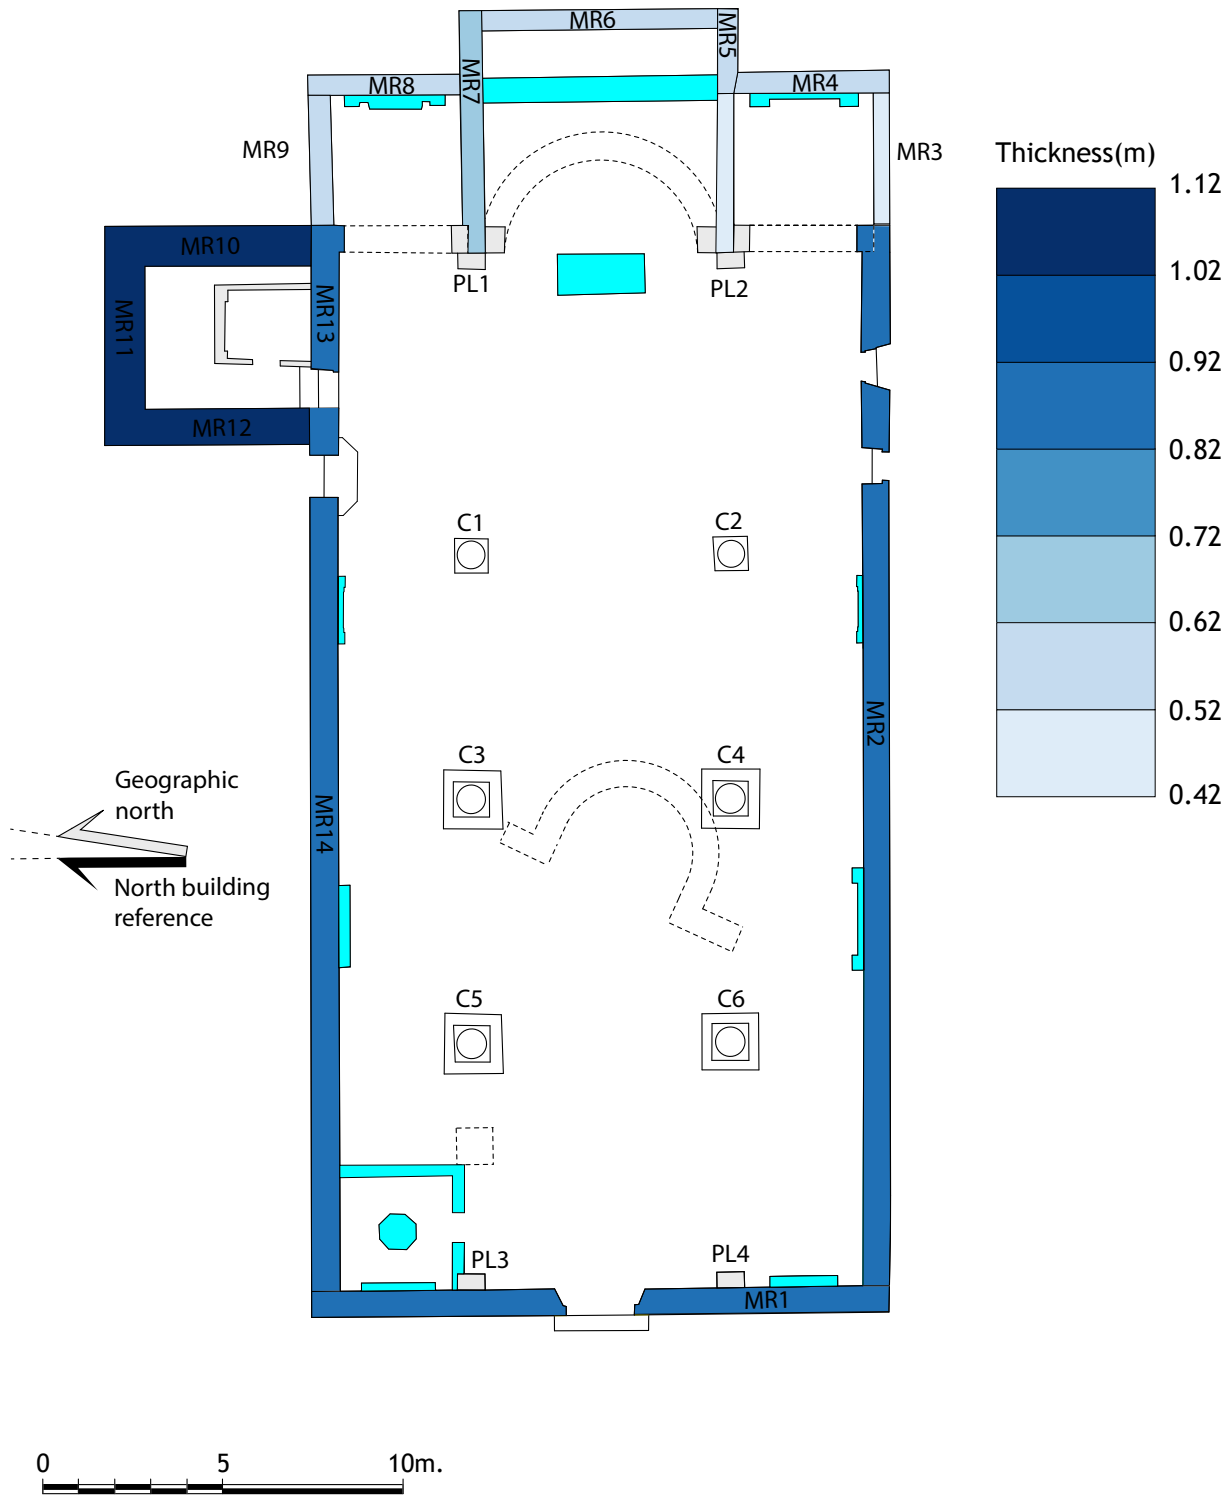 MR6
MR5
MR7
MR8
MR4
MR9
MR3
Thickness(m)
1.12
1.02
0.92
0.82
0.72
0.62
0.52
0.42
MR10
MR11
MR13
MR12
PL1
PL2
C1
C2
MR2
C3
C4
MR14
Geographic
north
North building
reference
C5
C6
PL3
PL4
MR1
0 5 10m.